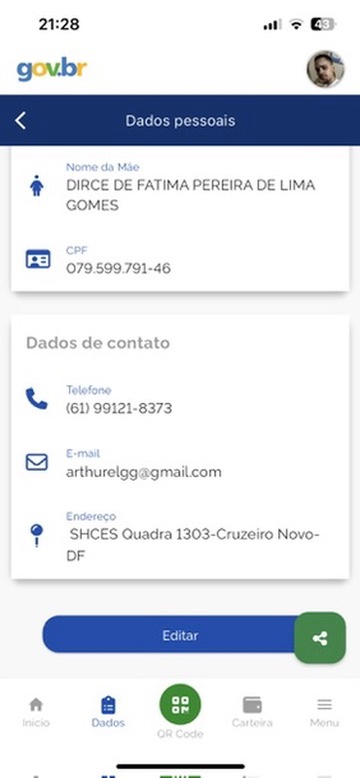 21:28
43
gov.br
Dados pessoais
Nome da Mãe
DIRCE DE FATIMA PEREIRA DE LIMA
GOMES
CPF
079.599.791-46
Dados de contato
Telefone
(61) 99121-8373
E-mail
arthurelgg@gmail.com
Endereço
SHCES Quadra 1303-Cruzeiro Novo-
DF
Editar
Início
Dados
QR Code
Carteira
Menu